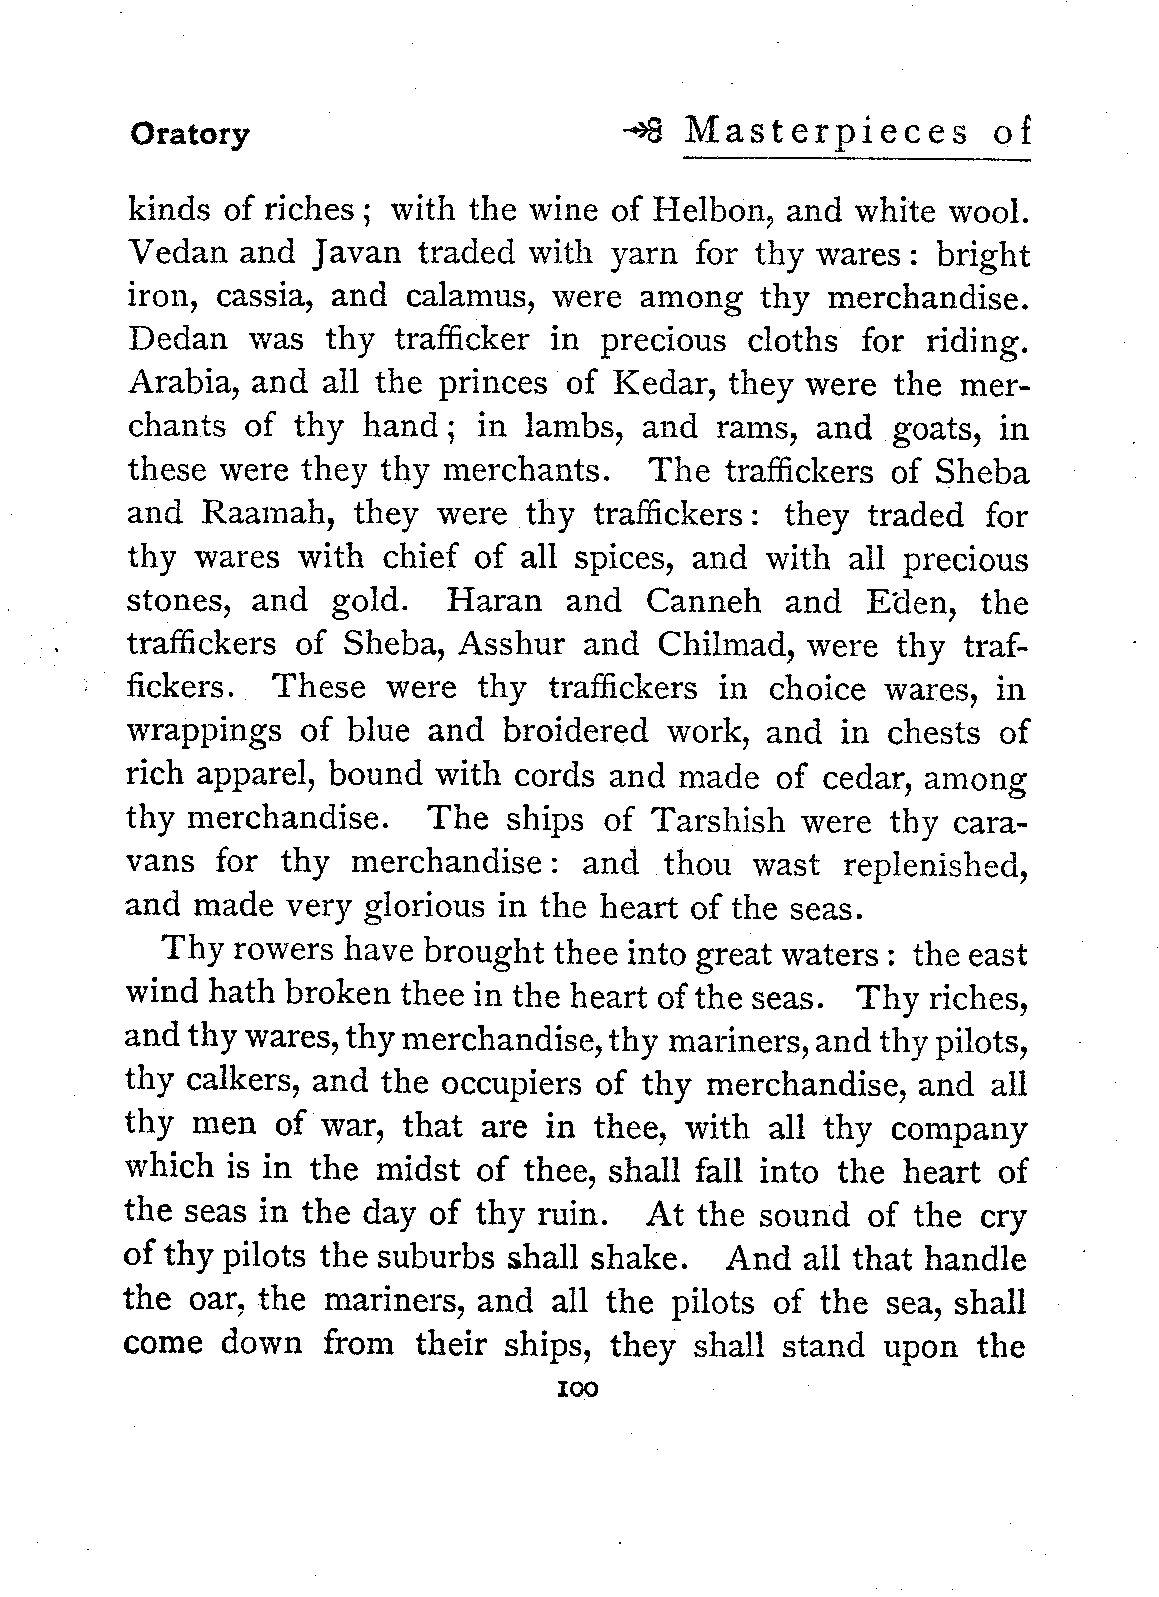 Oratory Masterpieces of
kinds of riches; with the wine of Helbon, and white wool.
Vedan and Javan traded with yarn for thy wares: bright
iron, cassia, and calamus, were among thy merchandise.
Dedan was thy trafficker in precious cloths for riding.
Arabia, and all the princes of Kedar, they were the mer-
chants of thy hand; in lambs, and rams, and goats, in
these were they thy merchants. The traffickers of Sheba
and Raamah, they were thy traffickers: they traded for
thy wares with chief of all spices, and with all precious
stones, and gold. Haran and Canneh and Eden, the
traffickers of Sheba, Asshur and Chilmad, were thy traf-
fickers. These were thy traffickers in choice wares, in
wrappings of blue and broidered work, and in chests of
rich apparel, bound with cords and made of cedar, among
thy merchandise. The ships of Tarshish were thy cara-
vans for thy merchandise: and thou wast replenished,
and made very glorious in the heart of the seas.
Thy rowers have brought thee into great waters: the east
wind hath broken thee in the heart of the seas. Thy riches,
and thy wares, thy merchandise, thy mariners, and thy pilots,
thy calkers, and the occupiers of thy merchandise, and all
thy men of war, that are in thee, with all thy company
which is in the midst of thee, shall fall into the heart of
the seas in the day of thy ruin. At the sound of the cry
of thy pilots the suburbs shall shake. And all that handle
the oar, the mariners, and all the pilots of the sea, shall
come down from their ships, they shall stand upon the
100